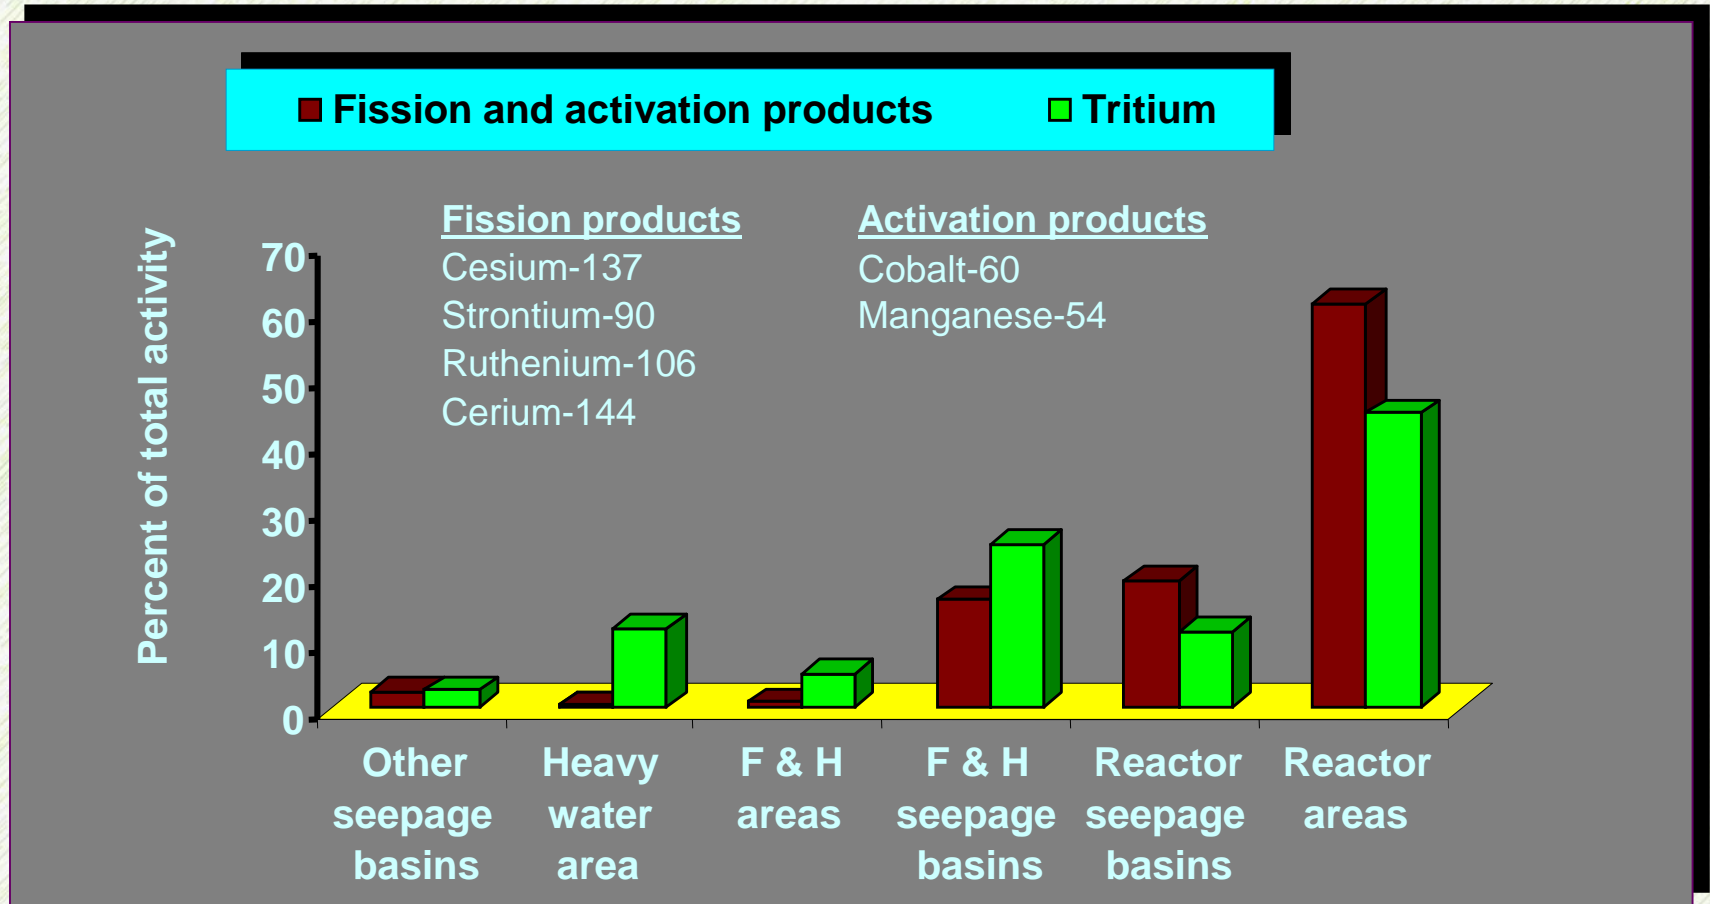 Fission and activation products Tritium
Fission products
Cesium-137
Strontium-90
Ruthenium-106
Cerium-144
Activation products
Cobalt-60
Manganese-54
Percent of total activity
70
60
50
40
30
20
10
0
Other
seepage
basins
Heavy
water
area
F & H
areas
F & H
seepage
basins
Reactor
seepage
basins
Reactor
areas